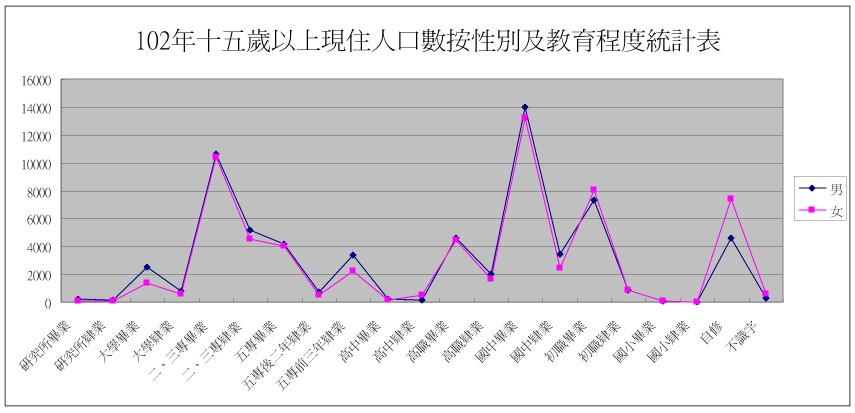 102年十五歲以上現住人口數按性別及教育程度統計表
16000
14000
12000
10000
8000
6000
4000
2000
0
男
女
研究所畢業
研究所肄業
大學畢業
大學肄業
二、三專畢業
二、三專肄業
五專畢業
五專後二年肄業
五專前三年肄業
高中畢業
高中肄業
高職畢業
高職肄業
國中畢業
國中肄業
初職畢業
初職肄業
國小畢業
國小肄業
自修
不識字